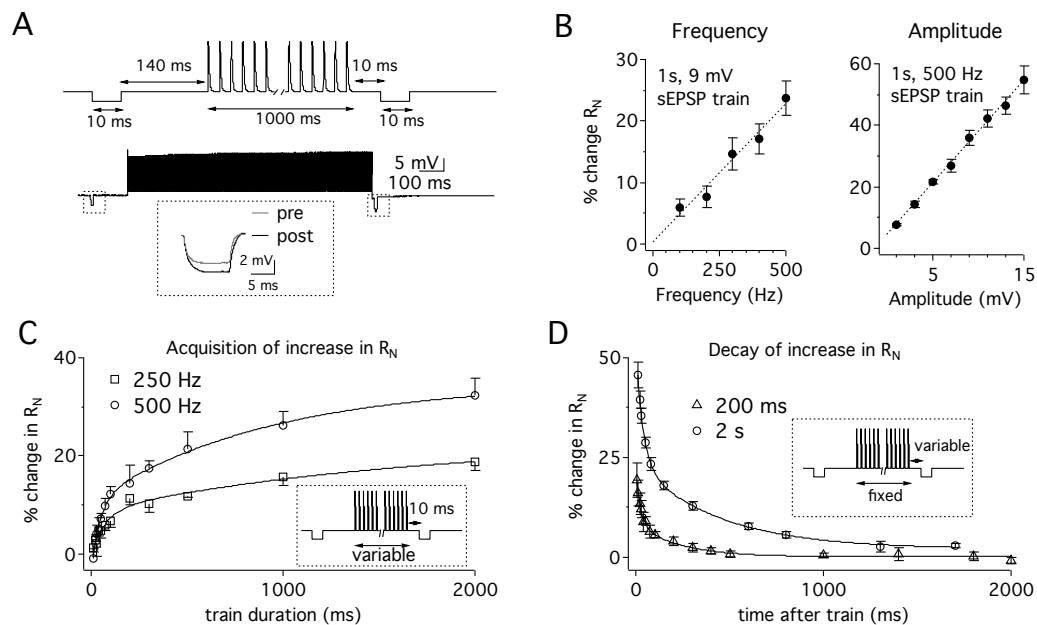 A
140 ms
10 ms
10 ms
1000 ms
10 ms
5 mV
100 ms
pre
post
2 mV
5 ms
B
Frequency
1s, 9 mV
sEPSP train
% change R_N
30
20
10
0
0
250
500
Frequency (Hz)
Amplitude
1s, 500 Hz
sEPSP train
60
40
20
0
5
15
Amplitude (mV)
C
Acquisition of increase in R_N
250 Hz
500 Hz
% change in R_N
40
20
0
10 ms
variable
0
1000
2000
train duration (ms)
D
Decay of increase in R_N
200 ms
2 s
% change in R_N
50
25
0
variable
fixed
0
1000
2000
time after train (ms)